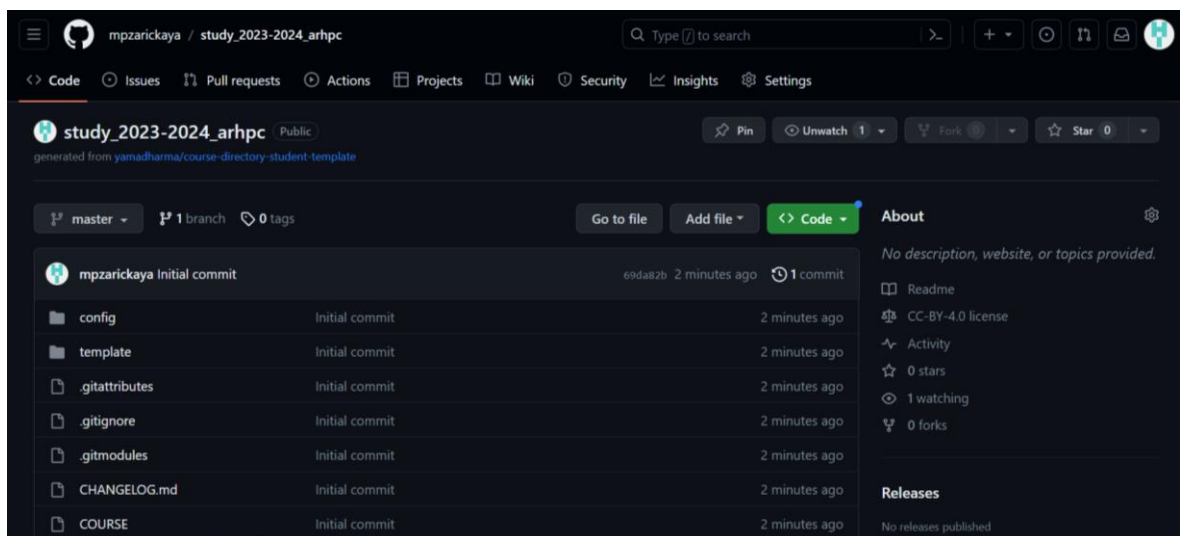 mpzarickaya / study_2023-2024_arhpc
Type / to search
<> Code Issues Pull requests Actions Projects Wiki Security Insights Settings
study_2023-2024_arhpc Public
Pin Unwatch 1 Fork 0 Star 0
generated from yamadharma/course-directory-student-template
master 1 branch 0 tags
Go to file Add file <> Code
mpzarickaya Initial commit 69da82b 2 minutes ago 1 commit
config Initial commit 2 minutes ago
template Initial commit 2 minutes ago
.gitattributes Initial commit 2 minutes ago
.gitignore Initial commit 2 minutes ago
.gitmodules Initial commit 2 minutes ago
CHANGELOG.md Initial commit 2 minutes ago
COURSE Initial commit 2 minutes ago
About
No description, website, or topics provided.
Readme
CC-BY-4.0 license
Activity
0 stars
1 watching
0 forks
Releases
No releases published